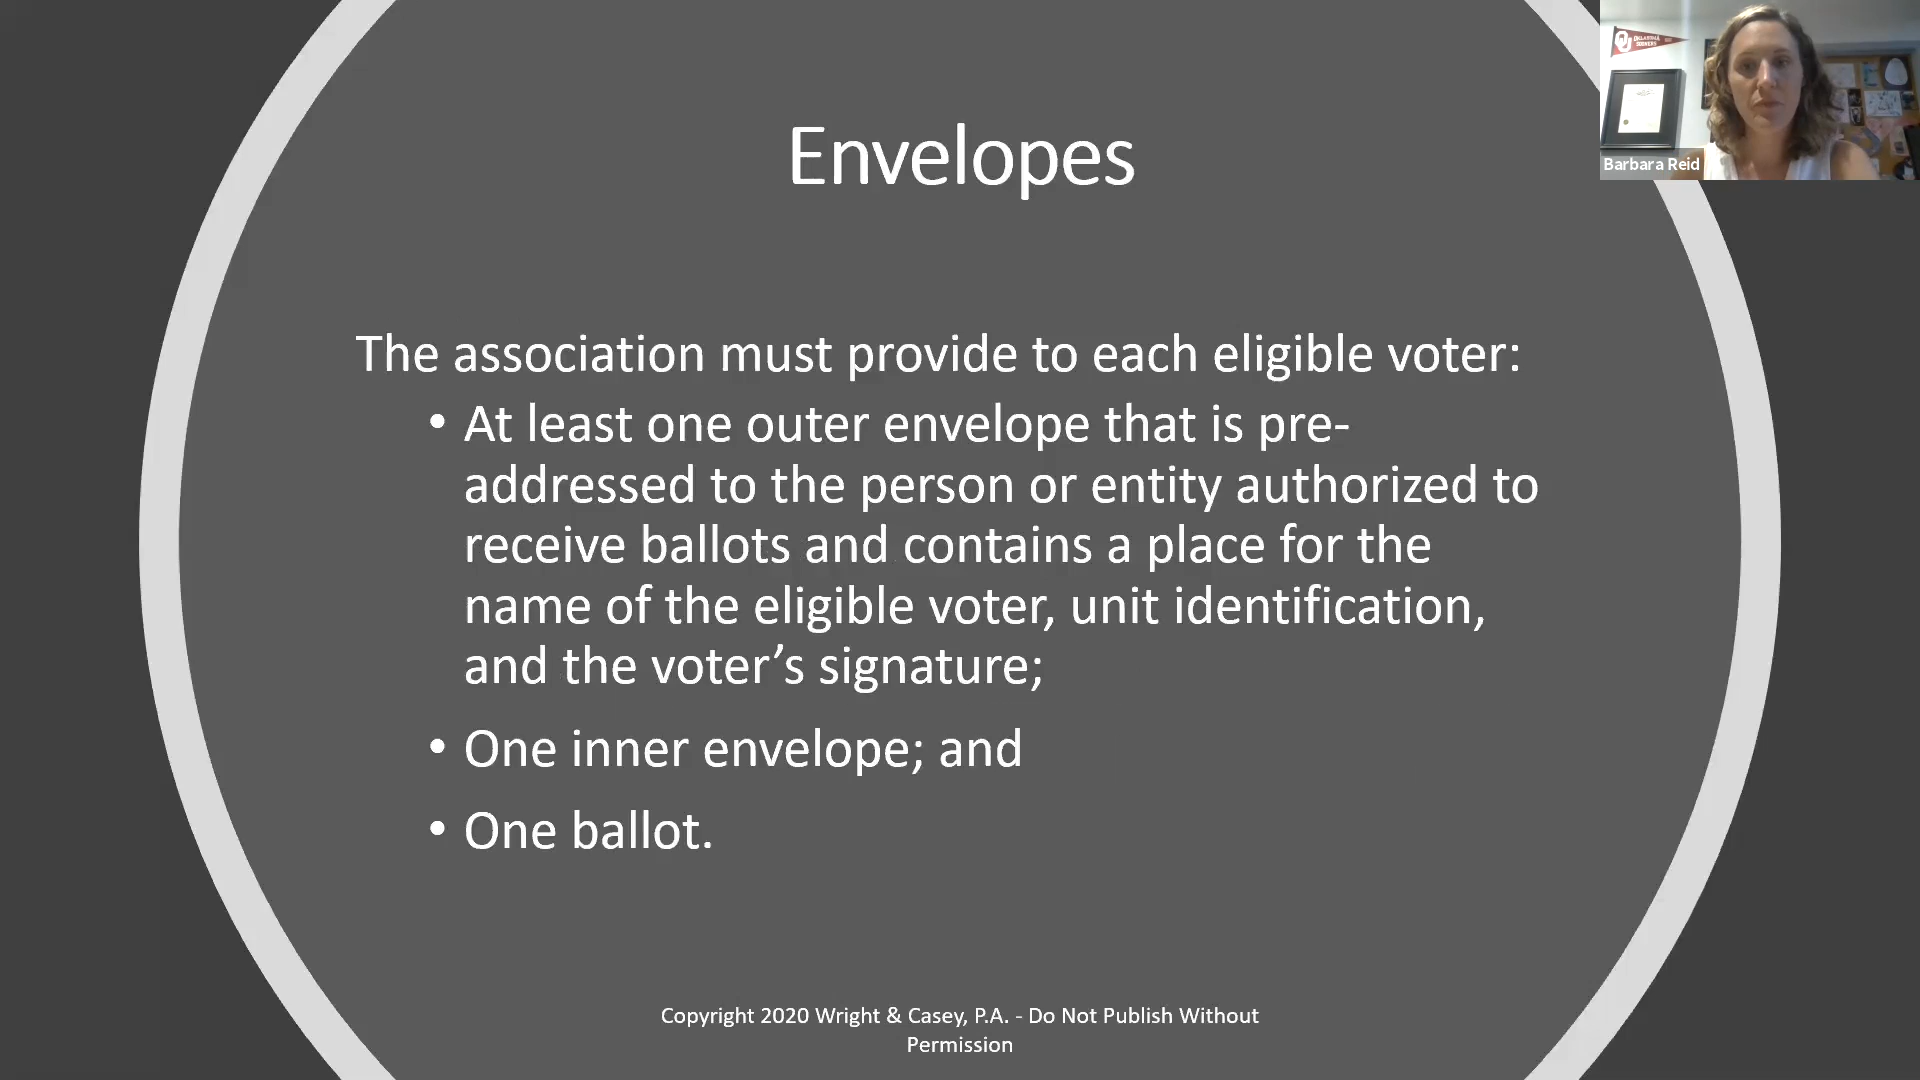 Envelopes
OU OKLAHOMA
SOONERS
Barbara Reid
The association must provide to each eligible voter:
• At least one outer envelope that is pre-
addressed to the person or entity authorized to
receive ballots and contains a place for the
name of the eligible voter, unit identification,
and the voter’s signature;
• One inner envelope; and
• One ballot.
Copyright 2020 Wright & Casey, P.A. - Do Not Publish Without
Permission